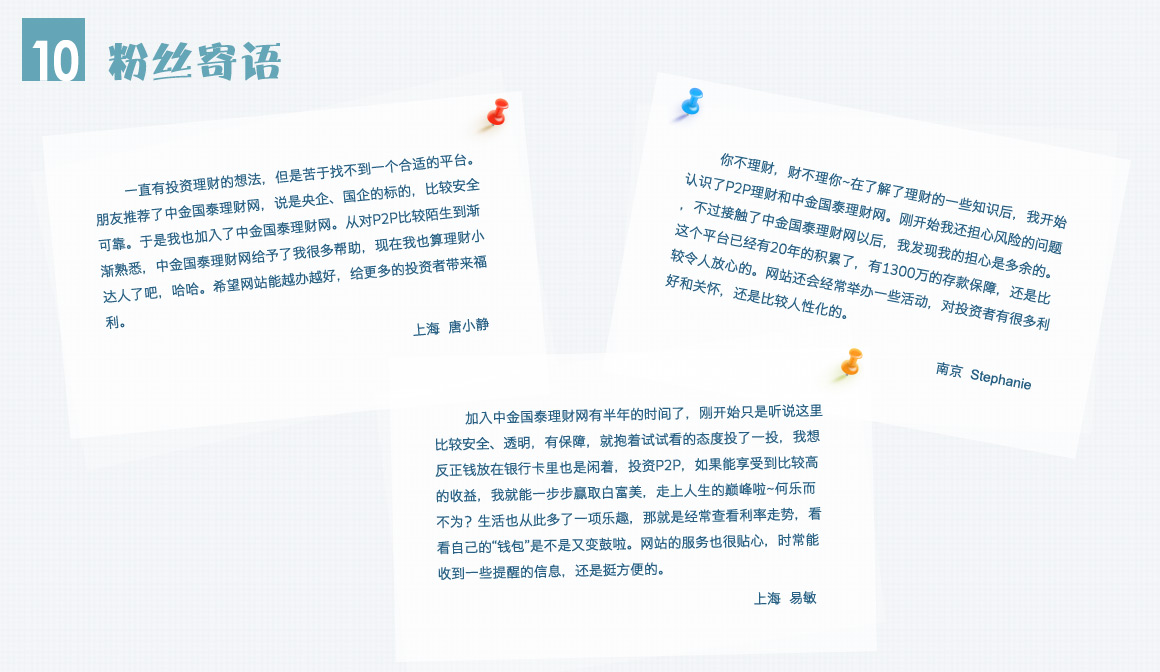 10 粉丝寄语
一直有投资理财的想法，但是苦于找不到一个合适的平台。
朋友推荐了中金国泰理财网，说是央企、国企的标的，比较安全
可靠。于是我也加入了中金国泰理财网。从对P2P比较陌生到渐
渐熟悉，中金国泰理财网给予了我很多帮助，现在我也算理财小
达人了吧，哈哈。希望网站能越办越好，给更多的投资者带来福
利。
上海 唐小静
你不理财，财不理你~在了解了理财的一些知识后，我开始
认识了P2P理财和中金国泰理财网。刚开始我还担心风险的问题
，不过接触了中金国泰理财网以后，我发现我的担心是多余的。
这个平台已经有20年的积累了，有1300万的存款保障，还是比
较令人放心的。网站还会经常举办一些活动，对投资者有很多利
好和关怀，还是比较人性化的。
南京 Stephanie
加入中金国泰理财网有半年的时间了，刚开始只是听说这里
比较安全、透明，有保障，就抱着试试看的态度投了一投，我想
反正钱放在银行卡里也是闲着，投资P2P，如果能享受到比较高
的收益，我就能一步步赢取白富美，走上人生的巅峰啦~何乐而
不为？生活也从此多了一项乐趣，那就是经常查看利率走势，看
看自己的“钱包”是不是又变鼓啦。网站的服务也很贴心，时常能
收到一些提醒的信息，还是挺方便的。
上海 易敏